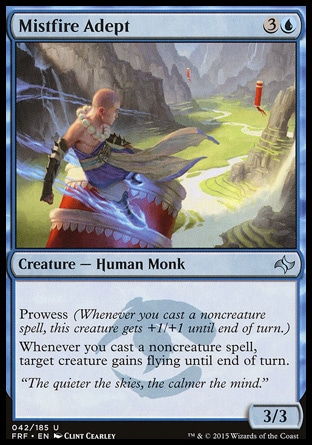 Mistfire Adept 3
Creature — Human Monk
Prowess (Whenever you cast a noncreature
spell, this creature gets +1/+1 until end of turn.)
Whenever you cast a noncreature spell,
target creature gains flying until end of turn.
“The quieter the skies, the calmer the mind.”
3/3
042/185 U
FRF • EN CLINT CEARLEY
™ & © 2015 Wizards of the Coast